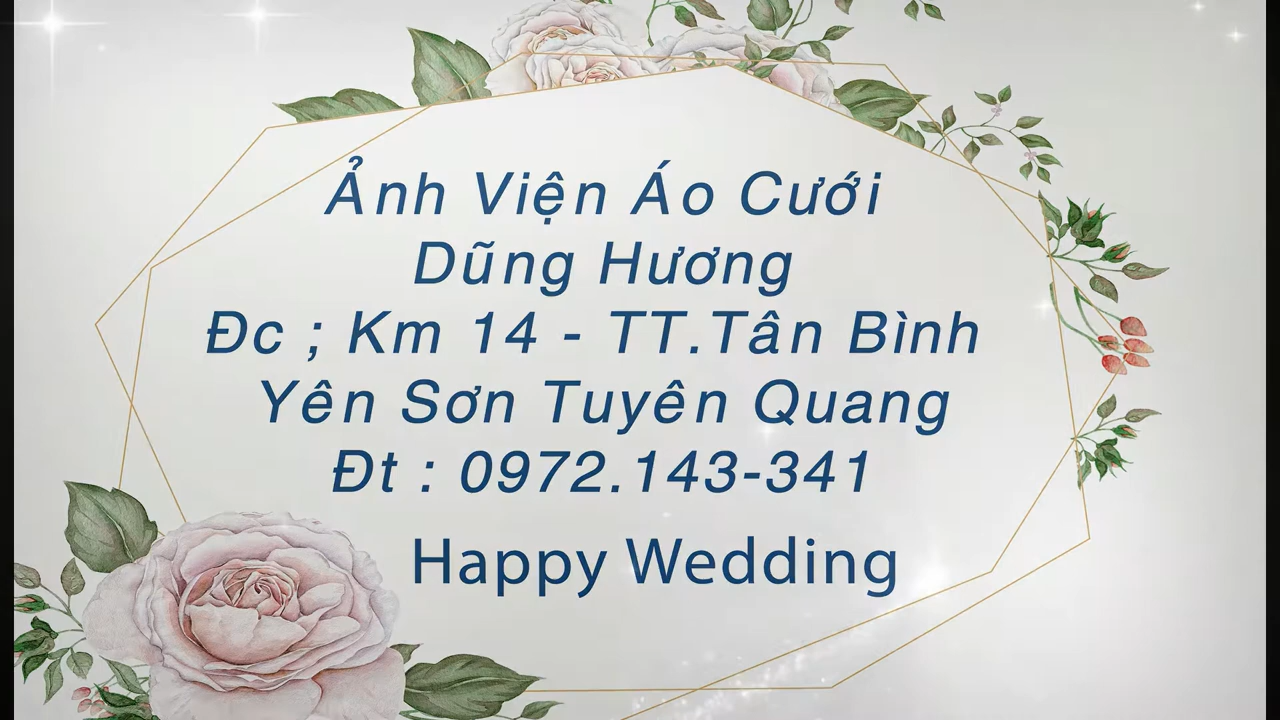 Ảnh Viện Áo Cưới
Dũng Hương
Đc ; Km 14 - TT.Tân Bình
Yên Sơn Tuyên Quang
Đt : 0972.143-341
Happy Wedding